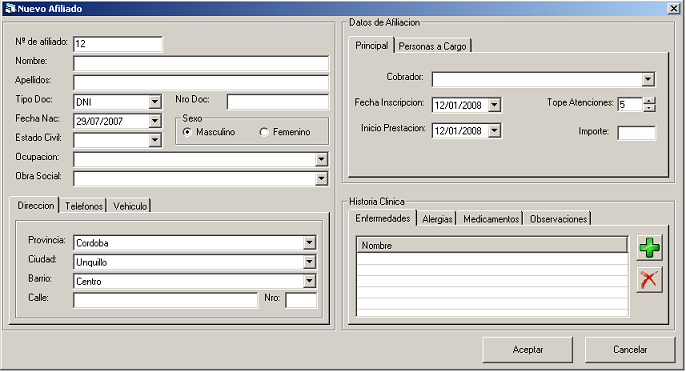 Nuevo Afiliado
Nº de afiliado: 12
Nombre:
Apellidos:
Tipo Doc: DNI Nro Doc:
Fecha Nac: 29/07/2007
Sexo
Masculino Femenino
Estado Civil:
Ocupacion:
Obra Social:
Direccion Telefonos Vehiculo
Provincia: Cordoba
Ciudad: Unquillo
Barrio: Centro
Calle: Nro:
Datos de Afiliacion
Principal Personas a Cargo
Cobrador:
Fecha Inscripcion: 12/01/2008 Tope Atenciones: 5
Inicio Prestacion: 12/01/2008 Importe:
Historia Clinica
Enfermedades Alergias Medicamentos Observaciones
Nombre
Aceptar Cancelar